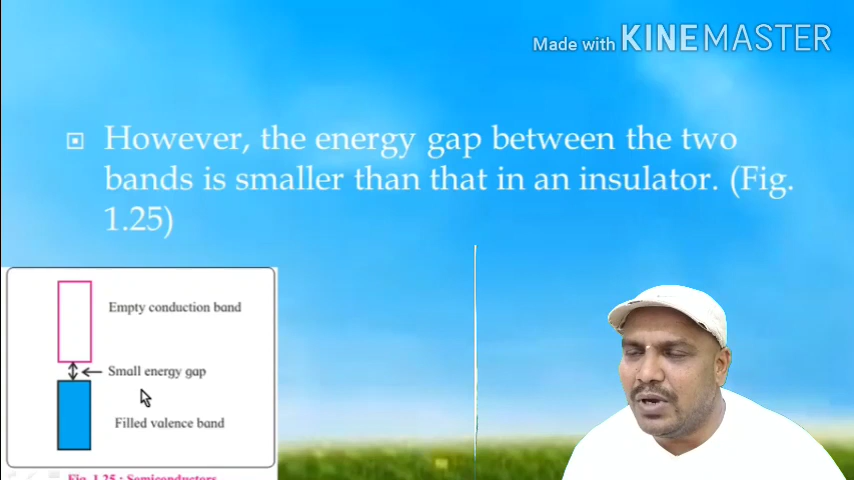 Made with KINEMASTER
However, the energy gap between the two
bands is smaller than that in an insulator. (Fig.
1.25)
Empty conduction band
Small energy gap
Filled valence band
Fig. 1.25 : Semiconductors